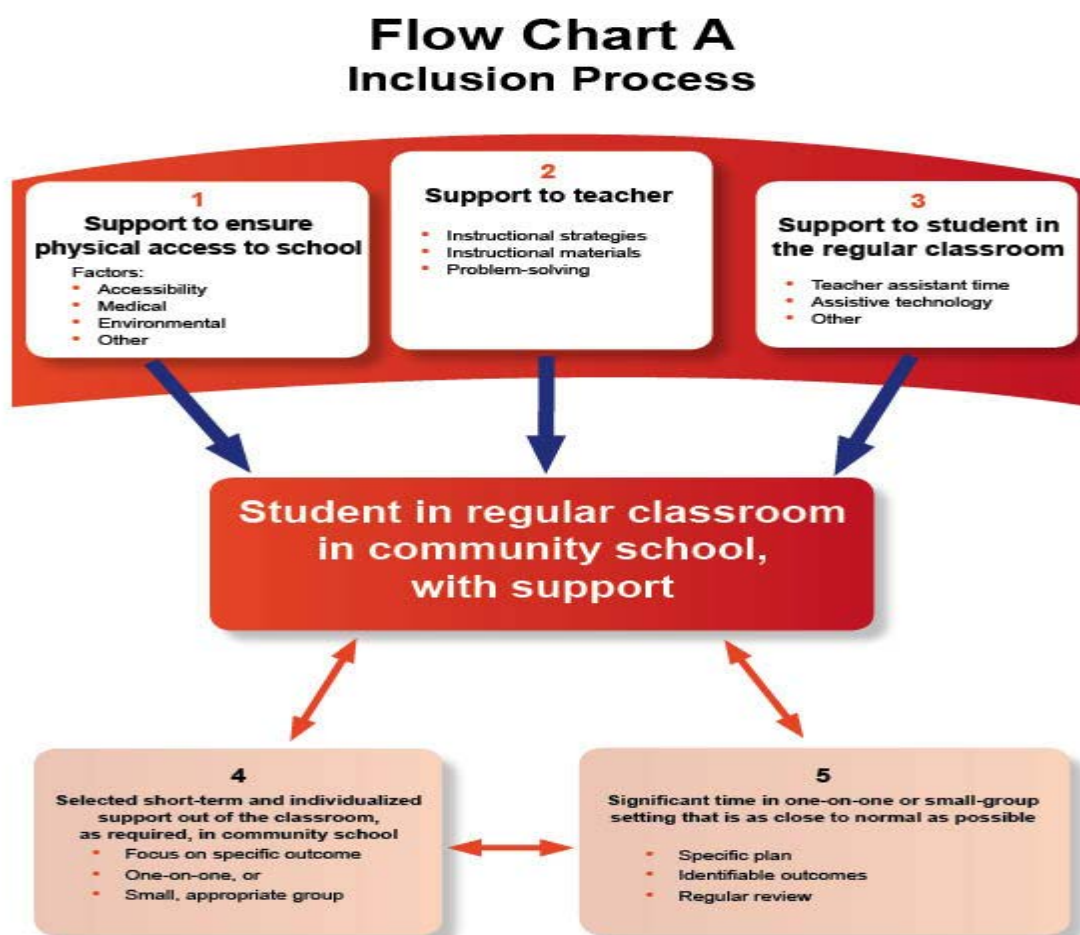 Flow Chart A
Inclusion Process
1
Support to ensure
physical access to school
Factors:
• Accessibility
• Medical
• Environmental
• Other
2
Support to teacher
• Instructional strategies
• Instructional materials
• Problem-solving
3
Support to student in
the regular classroom
• Teacher assistant time
• Assistive technology
• Other
Student in regular classroom
in community school,
with support
4
Selected short-term and individualized
support out of the classroom,
as required, in community school
• Focus on specific outcome
• One-on-one, or
• Small, appropriate group
5
Significant time in one-on-one or small-group
setting that is as close to normal as possible
• Specific plan
• Identifiable outcomes
• Regular review